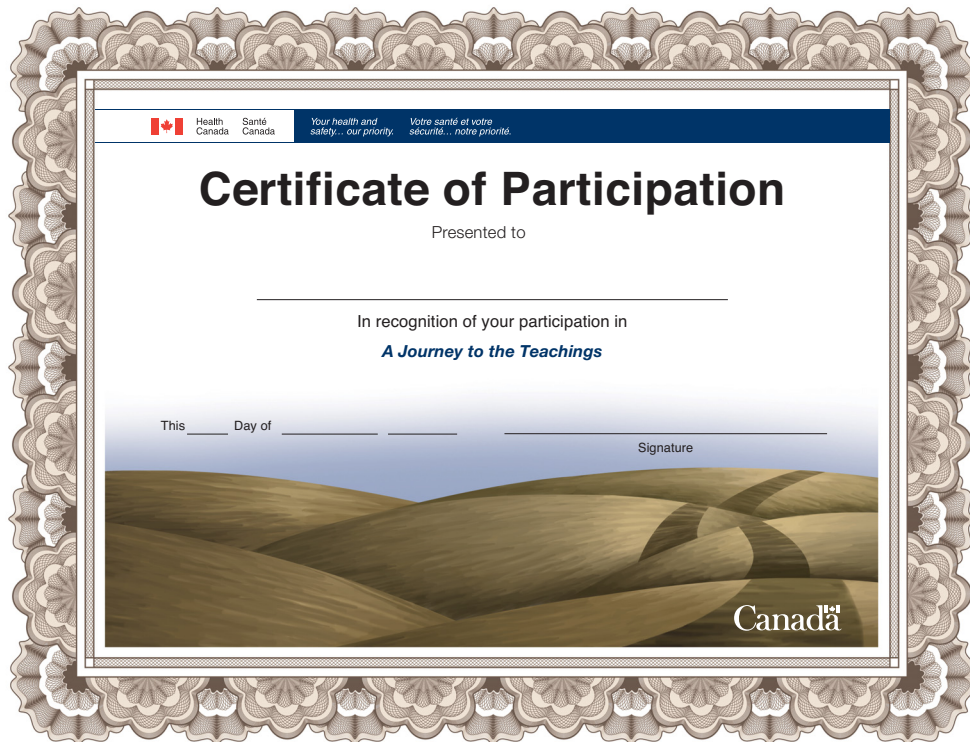 Health Canada Santé Canada
Your health and safety... our priority. Votre santé et votre sécurité... notre priorité.
Certificate of Participation
Presented to
In recognition of your participation in
A Journey to the Teachings
This Day of
Signature
Canada